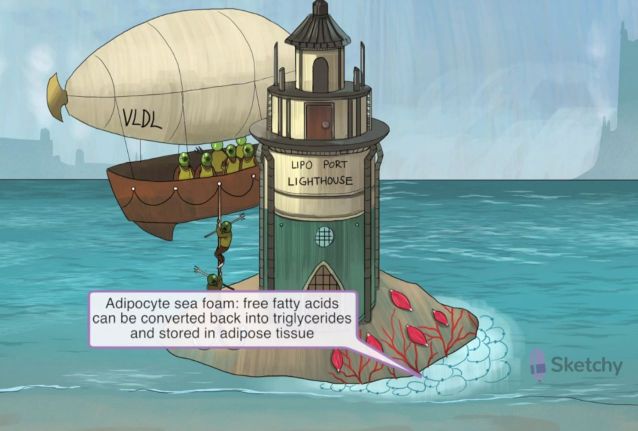 VLDL
LIPO PORT
LIGHTHOUSE
Adipocyte sea foam: free fatty acids
can be converted back into triglycerides
and stored in adipose tissue
Sketchy